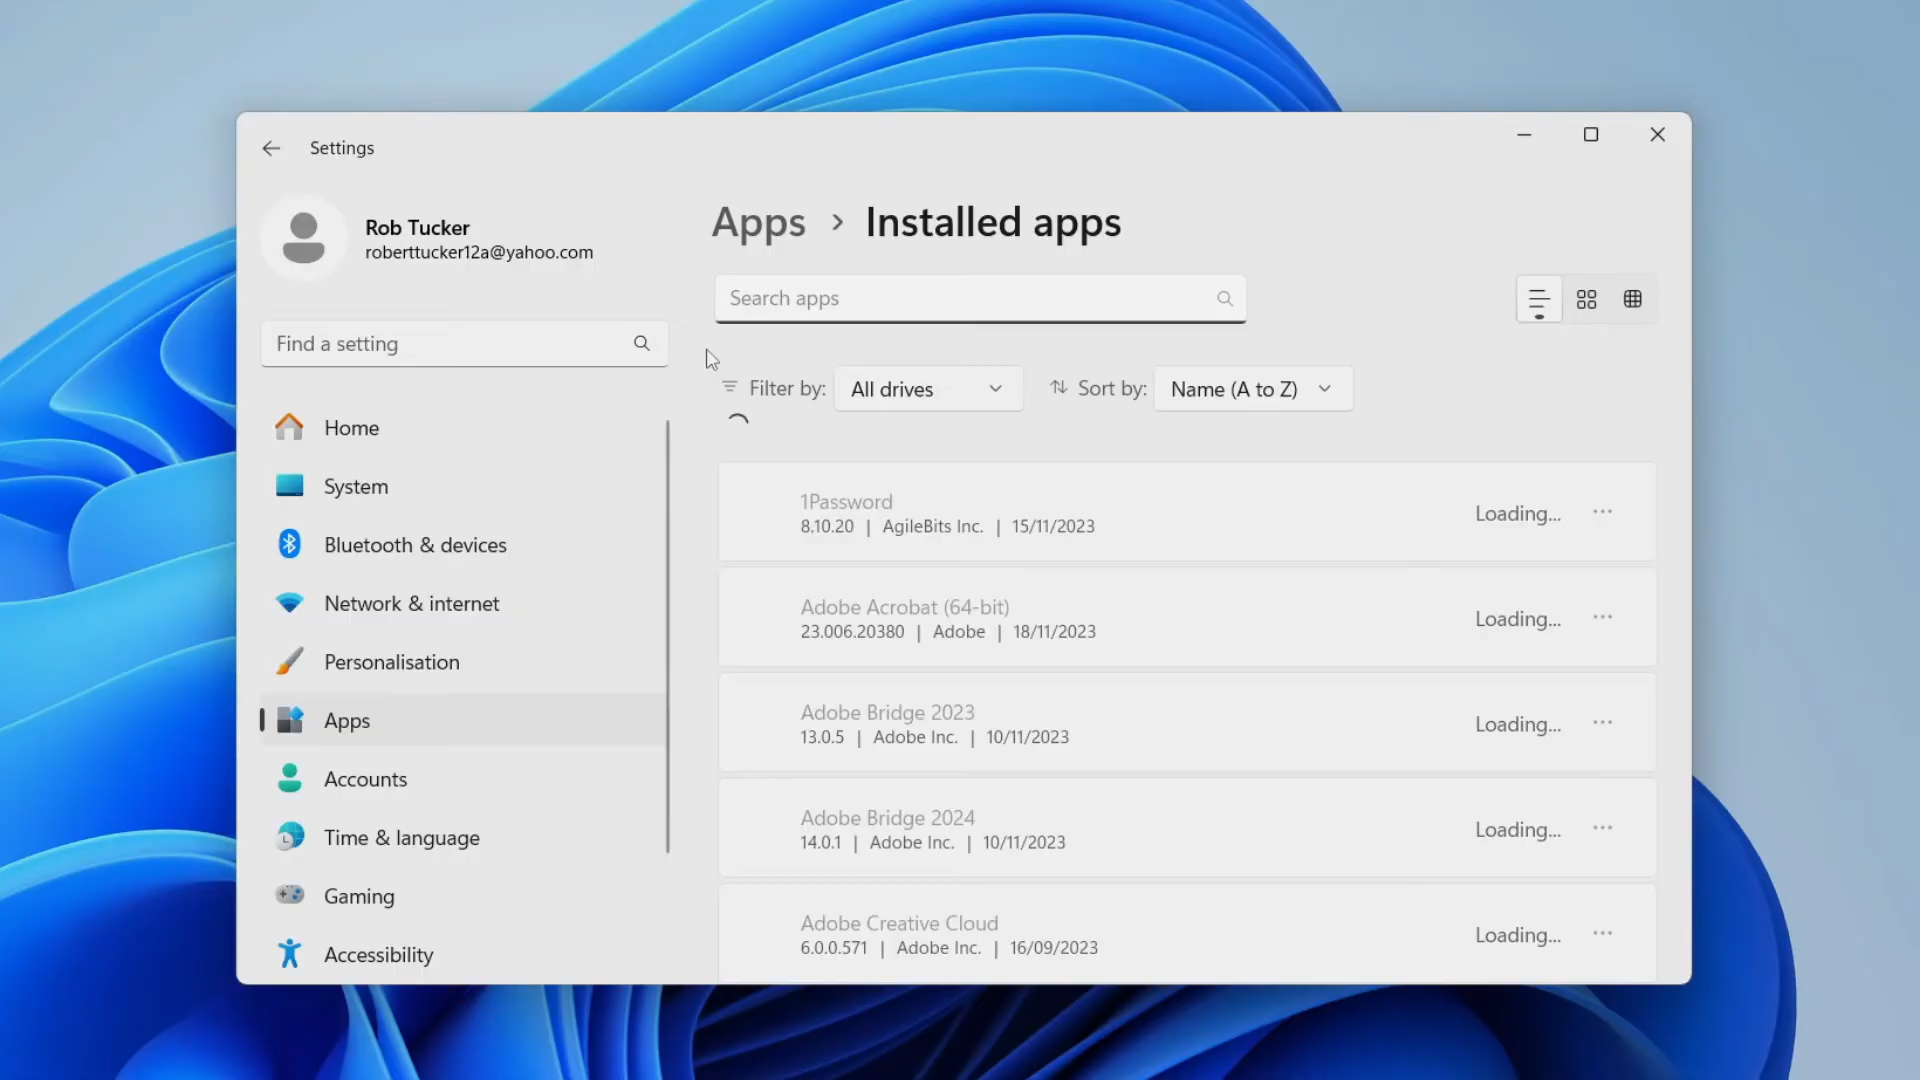 Settings
Rob Tucker
roberttucker12a@yahoo.com
Find a setting
Home
System
Bluetooth & devices
Network & internet
Personalisation
Apps
Accounts
Time & language
Gaming
Accessibility
Apps › Installed apps
Search apps
Filter by: All drives Sort by: Name (A to Z)
1Password
8.10.20 | AgileBits Inc. | 15/11/2023
Loading...
Adobe Acrobat (64-bit)
23.006.20380 | Adobe | 18/11/2023
Loading...
Adobe Bridge 2023
13.0.5 | Adobe Inc. | 10/11/2023
Loading...
Adobe Bridge 2024
14.0.1 | Adobe Inc. | 10/11/2023
Loading...
Adobe Creative Cloud
6.0.0.571 | Adobe Inc. | 16/09/2023
Loading...